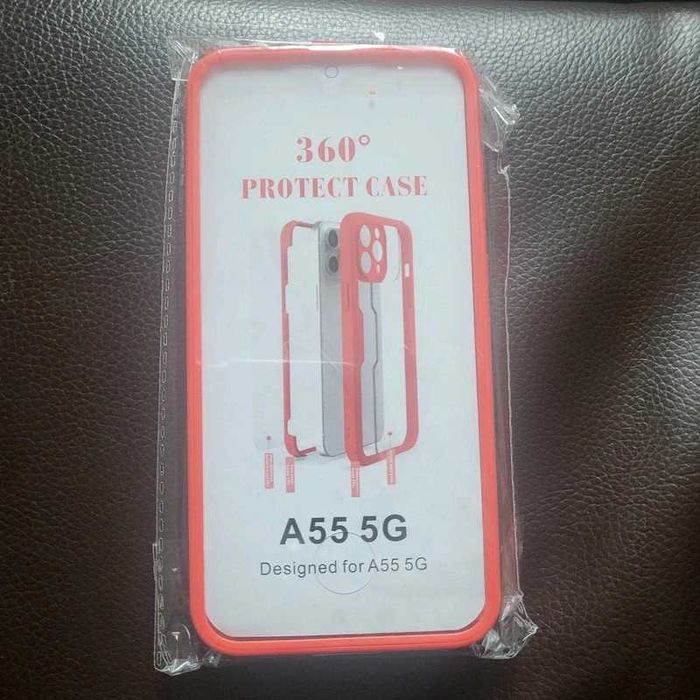 360°
PROTECT CASE
A55 5G
Designed for A55 5G